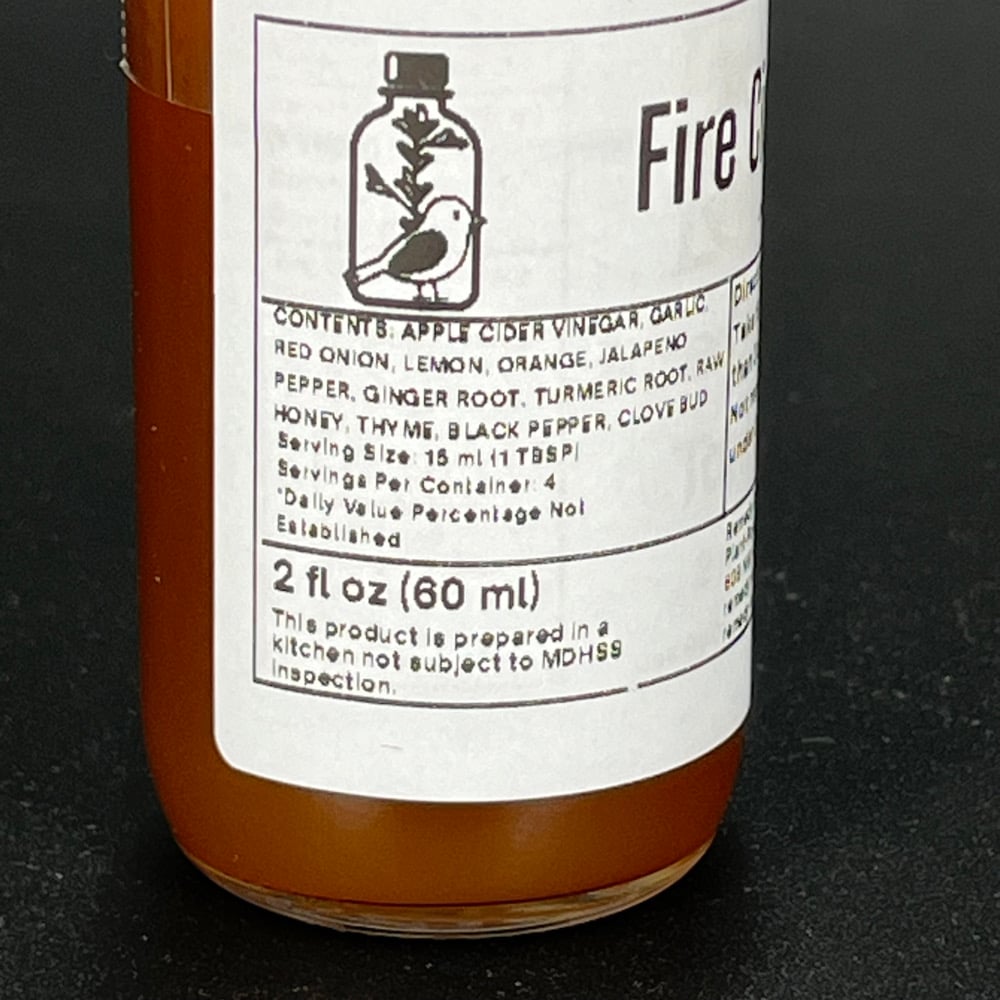 Fire
CONTENTS: APPLE CIDER VINEGAR, GARLIC,
RED ONION, LEMON, ORANGE, JALAPENO
PEPPER, GINGER ROOT, TURMERIC ROOT, RAW
HONEY, THYME, BLACK PEPPER, CLOVE BUD
Serving Size: 15 ml (1 TBSP)
Servings Per Container: 4
*Daily Value Percentage Not
Established
2 fl oz (60 ml)
This product is prepared in a
kitchen not subject to MDHSS
inspection.
Take